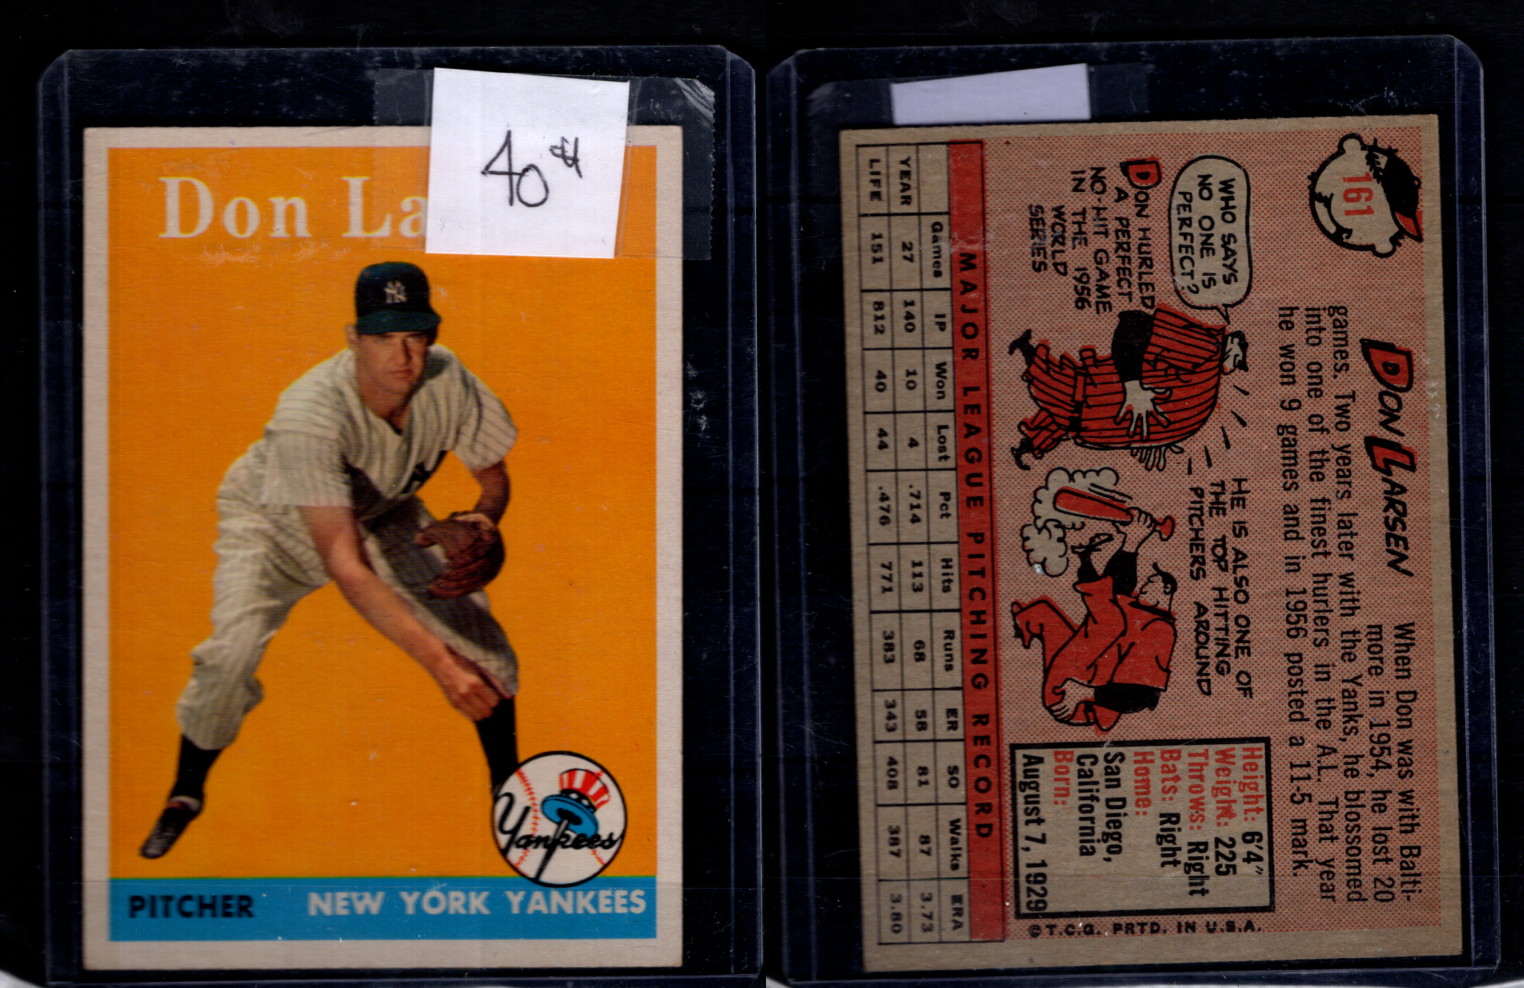 40 ¢
Don La
NY
Yankees
PITCHER NEW YORK YANKEES
161
DON LARSEN When Don was with Balti-
more in 1954, he lost 20
games. Two years later with the Yanks, he blossomed
into one of the finest hurlers in the A.L. That year
he won 9 games and in 1956 posted a 11-5 mark.
WHO SAYS
NO ONE IS
PERFECT?
DON HURLED
A PERFECT
NO-HIT GAME
IN THE 1956
WORLD
SERIES
HE IS ALSO ONE OF
THE TOP HITTING
PITCHERS AROUND
Height: 6'4"
Weight: 225
Throws: Right
Bats: Right
Home:
San Diego,
California
Born:
August 7, 1929
MAJOR LEAGUE PITCHING RECORD
Games IP Won Lost Pct Hits Runs ER SO Walks ERA
YEAR 27 140 10 4 .714 113 68 58 81 87 3.73
LIFE 151 812 40 44 .476 771 383 343 408 387 3.80
©T.C.G. PRTD. IN U.S.A.